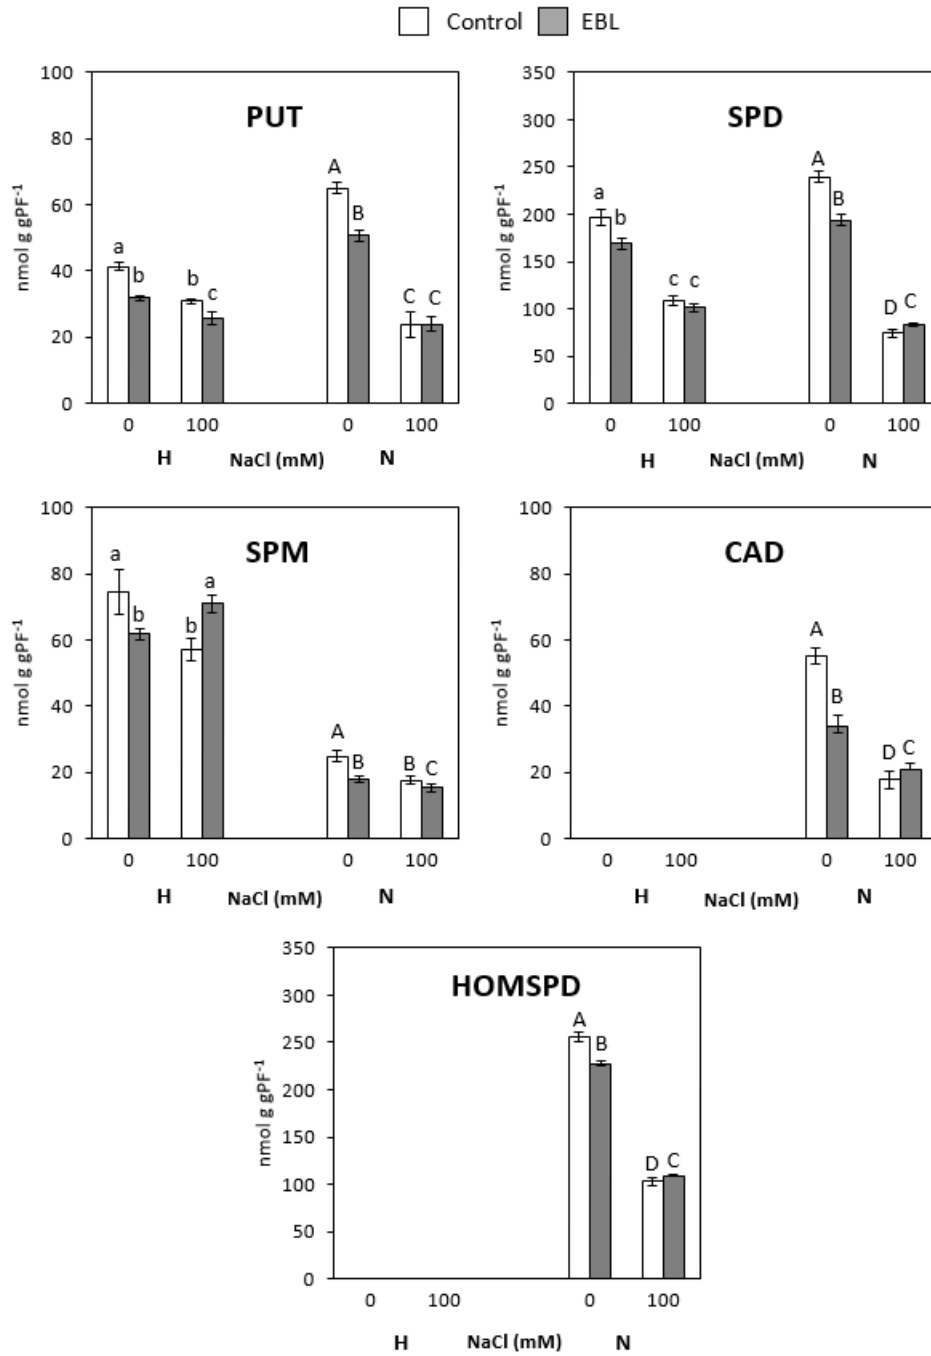 Control EBL
PUT
nmol g gPF-1
100
80
60
40
20
0
a
b
b
c
A
B
C
C
0 100 0 100
H NaCl (mM) N
SPD
nmol g gPF-1
350
300
250
200
150
100
50
0
a
b
c
c
A
B
D
C
0 100 0 100
H NaCl (mM) N
SPM
nmol g gPF-1
100
80
60
40
20
0
a
b
b
a
A
B
B
C
0 100 0 100
H NaCl (mM) N
CAD
nmol g gPF-1
100
80
60
40
20
0
A
B
D
C
0 100 0 100
H NaCl (mM) N
HOMSPD
nmol g gPF-1
350
300
250
200
150
100
50
0
A
B
D
C
0 100 0 100
H NaCl (mM) N